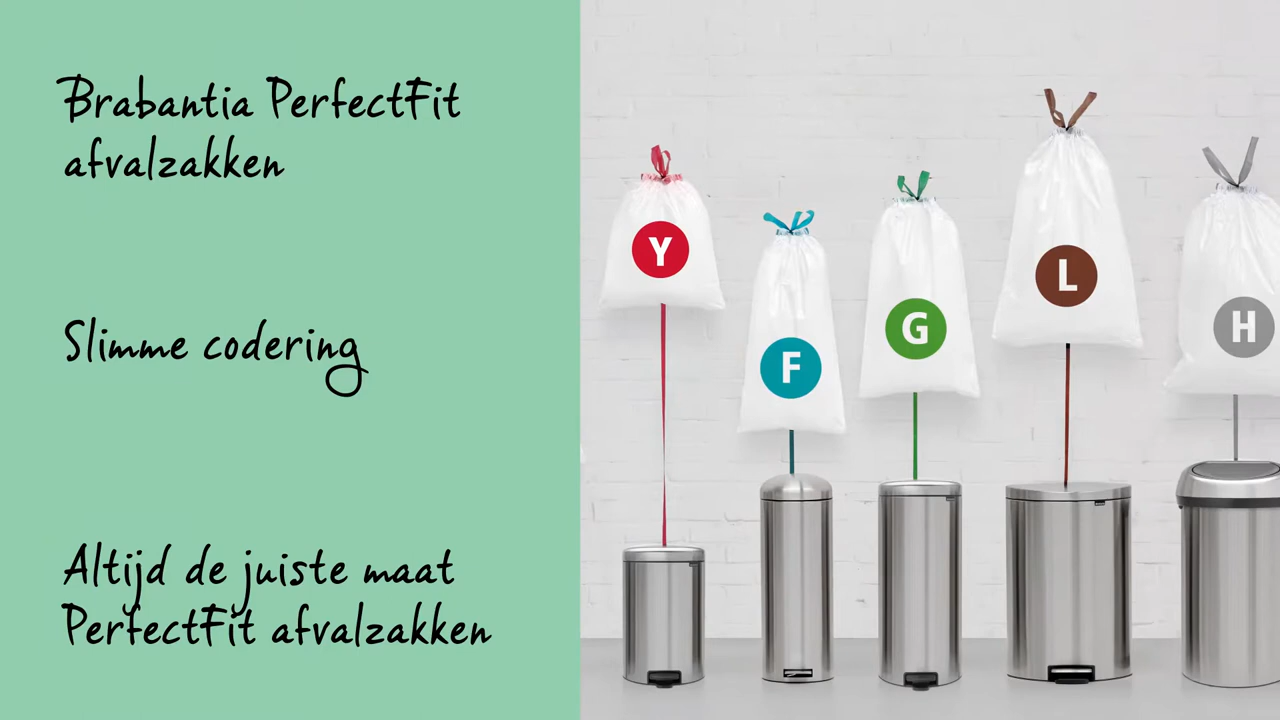 Brabantia PerfectFit
afvalzakken
Slimme codering
Altijd de juiste maat
PerfectFit afvalzakken
Y
F
G
L
H